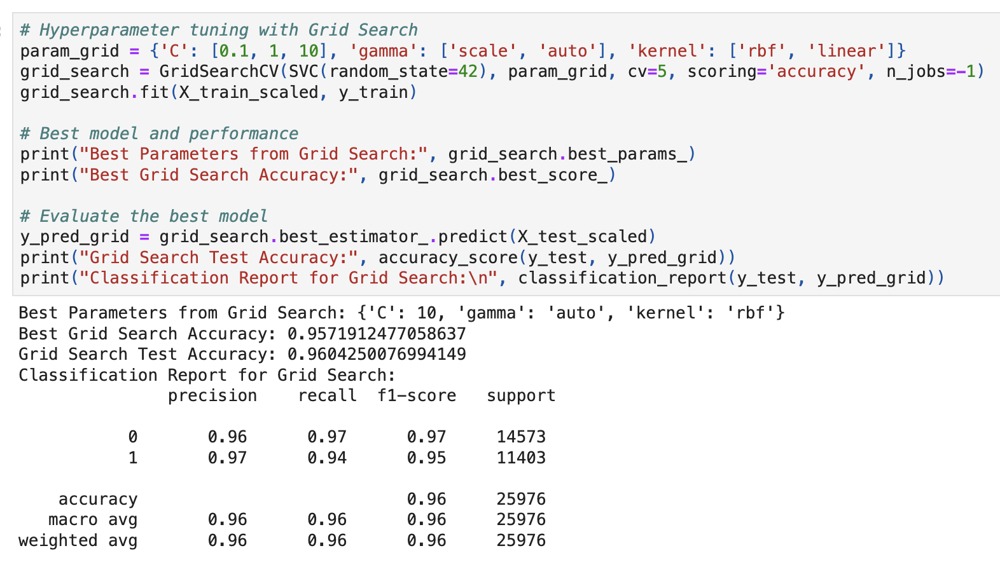 # Hyperparameter tuning with Grid Search
param_grid = {'C': [0.1, 1, 10], 'gamma': ['scale', 'auto'], 'kernel': ['rbf', 'linear']}
grid_search = GridSearchCV(SVC(random_state=42), param_grid, cv=5, scoring='accuracy', n_jobs=-1)
grid_search.fit(X_train_scaled, y_train)

# Best model and performance
print("Best Parameters from Grid Search:", grid_search.best_params_)
print("Best Grid Search Accuracy:", grid_search.best_score_)

# Evaluate the best model
y_pred_grid = grid_search.best_estimator_.predict(X_test_scaled)
print("Grid Search Test Accuracy:", accuracy_score(y_test, y_pred_grid))
print("Classification Report for Grid Search:\n", classification_report(y_test, y_pred_grid))
Best Parameters from Grid Search: {'C': 10, 'gamma': 'auto', 'kernel': 'rbf'}
Best Grid Search Accuracy: 0.9571912477058637
Grid Search Test Accuracy: 0.9604250076994149
Classification Report for Grid Search:
               precision    recall  f1-score   support

           0       0.96      0.97      0.97     14573
           1       0.97      0.94      0.95     11403

    accuracy                           0.96     25976
   macro avg       0.96      0.96      0.96     25976
weighted avg       0.96      0.96      0.96     25976